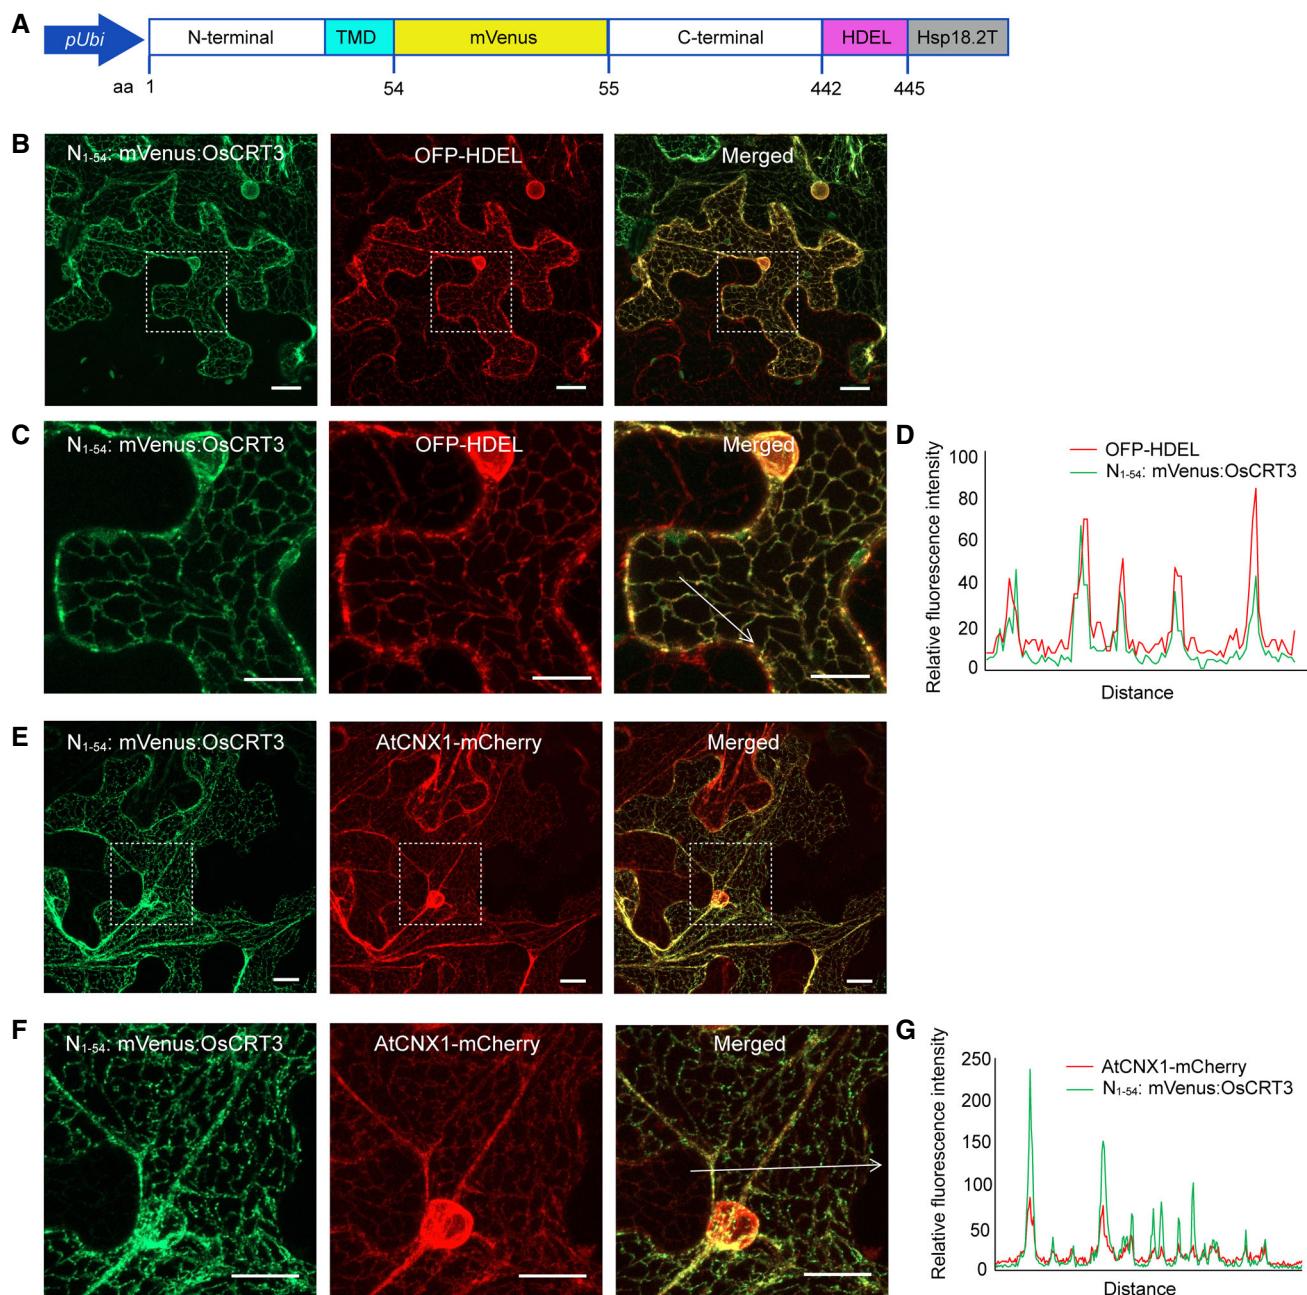 A
pUbi
N-terminal TMD mVenus C-terminal HDEL Hsp18.2T
aa 1 54 55 442 445
B
N1-54: mVenus:OsCRT3 OFP-HDEL Merged
C
N1-54: mVenus:OsCRT3 OFP-HDEL Merged
D
OFP-HDEL
N1-54: mVenus:OsCRT3
Relative fluorescence intensity
100
80
60
40
20
0
Distance
E
N1-54: mVenus:OsCRT3 AtCNX1-mCherry Merged
F
N1-54: mVenus:OsCRT3 AtCNX1-mCherry Merged
G
AtCNX1-mCherry
N1-54: mVenus:OsCRT3
Relative fluorescence intensity
250
200
150
100
50
0
Distance